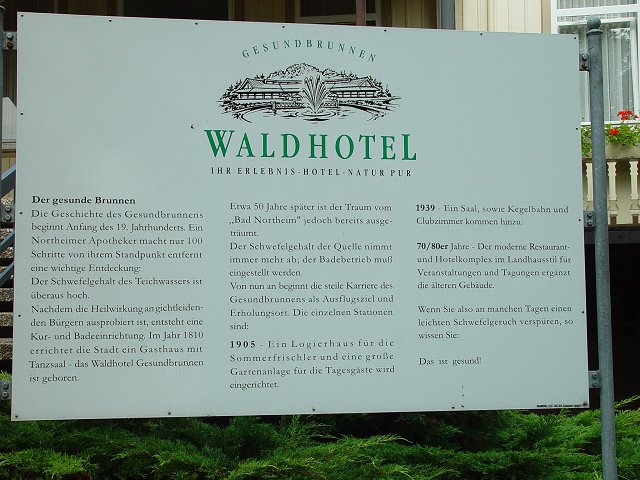 GESUNDBRUNNEN
WALDHOTEL
IHR ERLEBNIS-HOTEL-NATUR PUR
Der gesunde Brunnen
Die Geschichte des Gesundbrunnens
beginnt Anfang des 19. Jahrhunderts. Ein
Northeimer Apotheker macht nur 100
Schritte von ihrem Standpunkt entfernt
eine wichtige Entdeckung:
Der Schwefelgehalt des Teichwassers ist
überaus hoch.
Nachdem die Heilwirkung an gichtleiden-
den Bürgern ausprobiert ist, entsteht eine
Kur- und Badeeinrichtung. Im Jahr 1810
errichtet die Stadt ein Gasthaus mit
Tanzsaal - das Waldhotel Gesundbrunnen
ist geboren.
Etwa 50 Jahre später ist der Traum vom
„Bad Northeim" jedoch bereits ausge-
träumt.
Der Schwefelgehalt der Quelle nimmt
immer mehr ab; der Badebetrieb muß
eingestellt werden.
Von nun an beginnt die steile Karriere des
Gesundbrunnens als Ausflugsziel und
Erholungsort. Die einzelnen Stationen
sind:
1905 - Ein Logierhaus für die
Sommerfrischler und eine große
Gartenanlage für die Tagesgäste wird
eingerichtet.
1939 - Ein Saal, sowie Kegelbahn und
Clubzimmer kommen hinzu.
70/80er Jahre - Der moderne Restaurant-
und Hotelkomplex im Landhausstil für
Veranstaltungen und Tagungen ergänzt
die älteren Gebäude.
Wenn Sie also an manchen Tagen einen
leichten Schwefelgeruch verspüren, so
wissen Sie:
Das ist gesund!